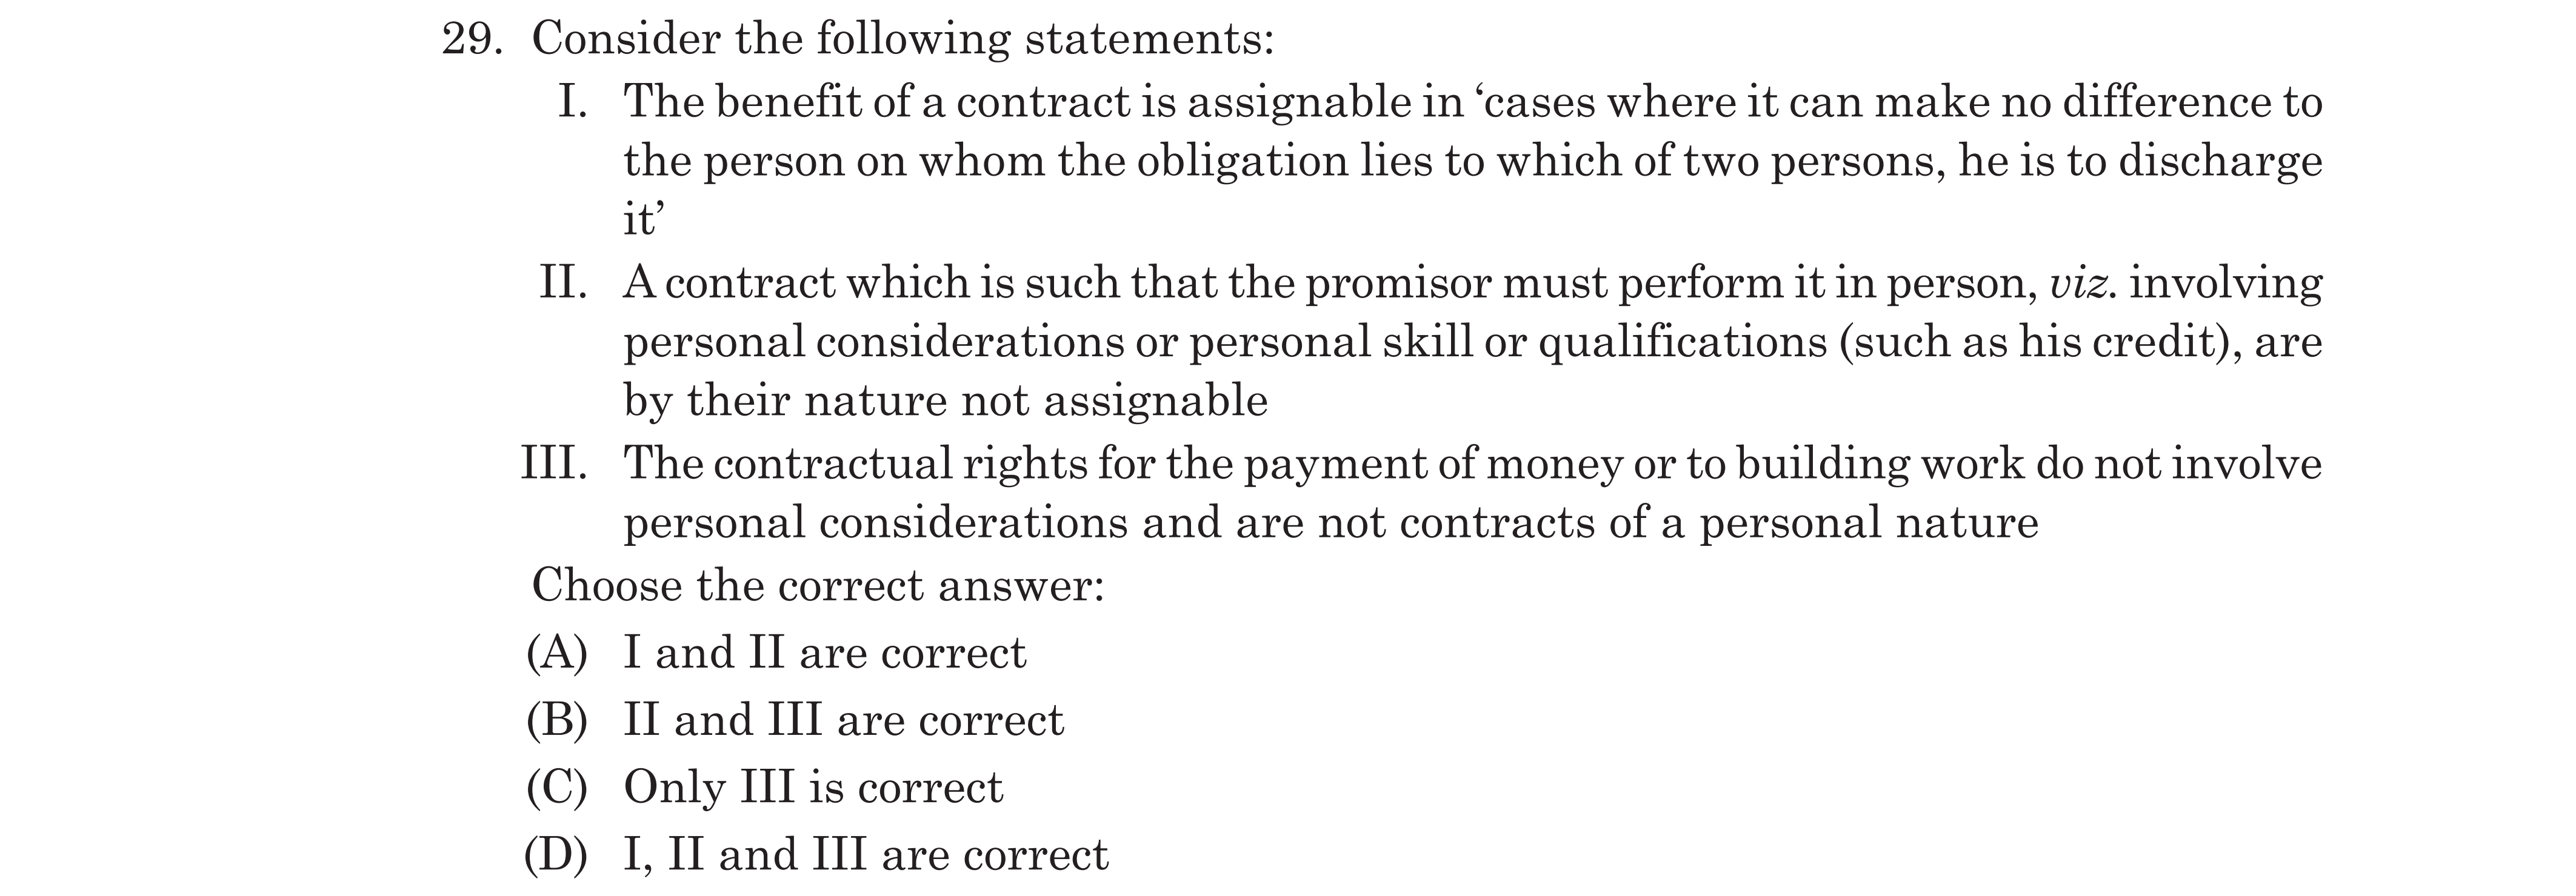 29. Consider the following statements:
I. The benefit of a contract is assignable in ‘cases where it can make no difference to
the person on whom the obligation lies to which of two persons, he is to discharge
it’
II. A contract which is such that the promisor must perform it in person, viz. involving
personal considerations or personal skill or qualifications (such as his credit), are
by their nature not assignable
III. The contractual rights for the payment of money or to building work do not involve
personal considerations and are not contracts of a personal nature
Choose the correct answer:
(A) I and II are correct
(B) II and III are correct
(C) Only III is correct
(D) I, II and III are correct